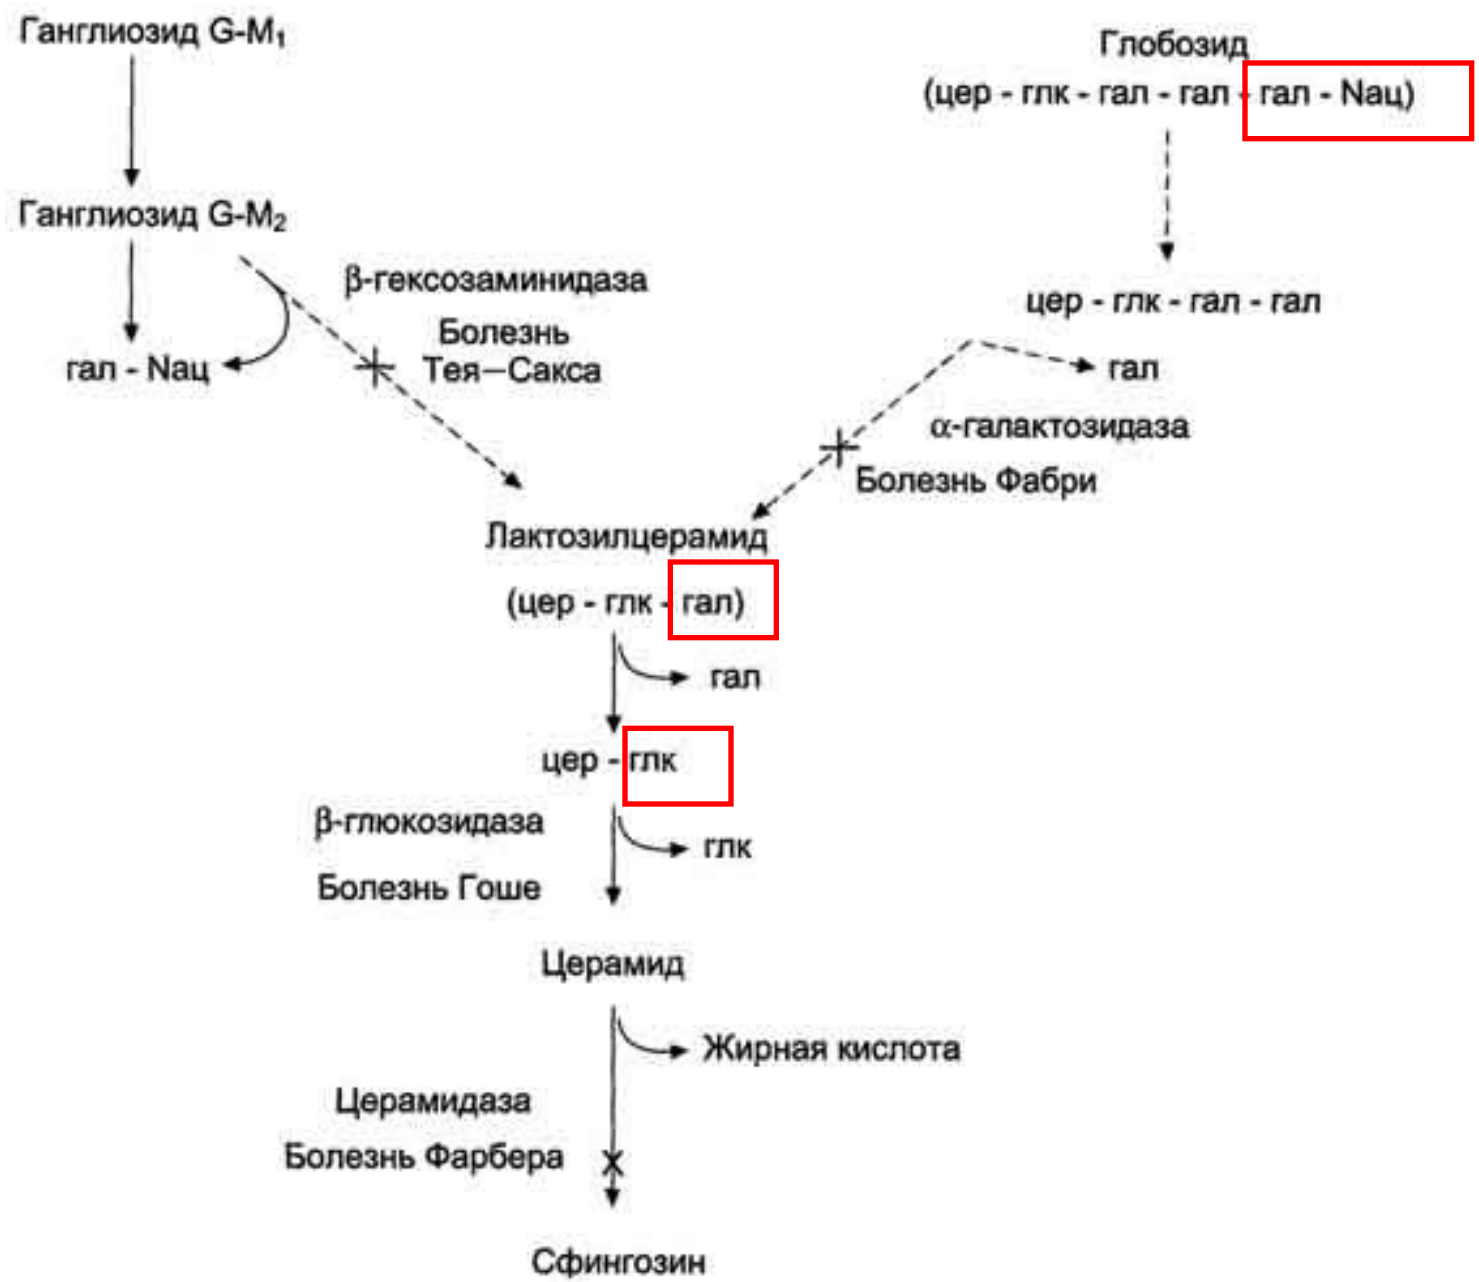 Ганглиозид G-M₁
Глобозид
(цер - глк - гал - гал - гал - Nац)
Ганглиозид G-M₂
β-гексозаминидаза
Болезнь
Тея—Сакса
гал - Nац
цер - глк - гал - гал
гал
α-галактозидаза
Болезнь Фабри
Лактозилцерамид
(цер - глк - гал)
гал
цер - глк
β-глюкозидаза
глк
Болезнь Гоше
Церамид
Жирная кислота
Церамидаза
Болезнь Фарбера
Сфингозин